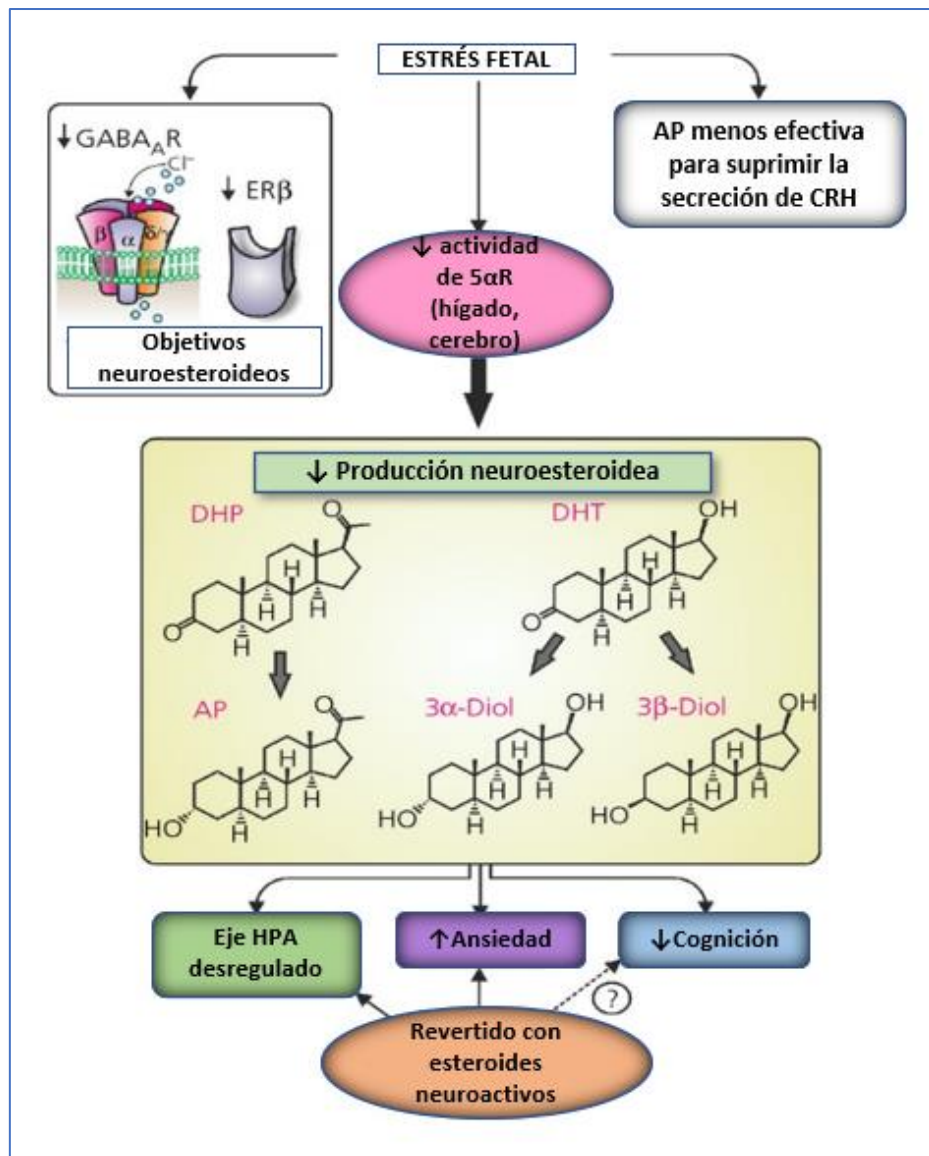 ESTRÉS FETAL
↓ GABAAR
Cl⁻
β
α
δ/γ
↓ ERβ
Objetivos
neuroesteroideos
↓ actividad
de 5αR
(hígado,
cerebro)
AP menos efectiva
para suprimir la
secreción de CRH
↓ Producción neuroesteroidea
DHP
O
H
H
H
H
O
DHT
OH
H
H
H
H
O
AP
O
H
H
H
H
HO
3α-Diol
OH
H
H
H
H
HO
3β-Diol
OH
H
H
H
H
HO
Eje HPA
desregulado
↑Ansiedad
↓Cognición
?
Revertido con
esteroides
neuroactivos